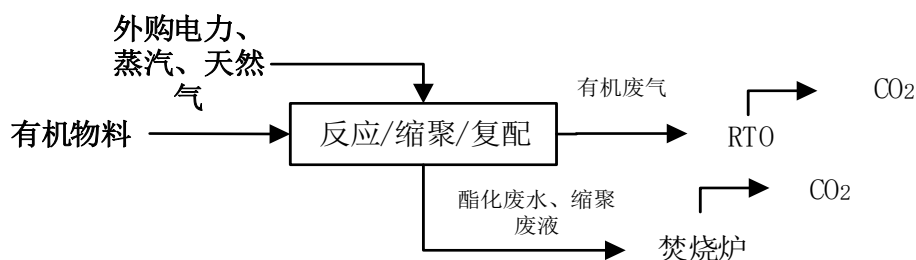 外购电力、
蒸汽、天然
气
有机废气
CO2
有机物料
反应/缩聚/复配
RTO
酯化废水、缩聚
废液
CO2
焚烧炉